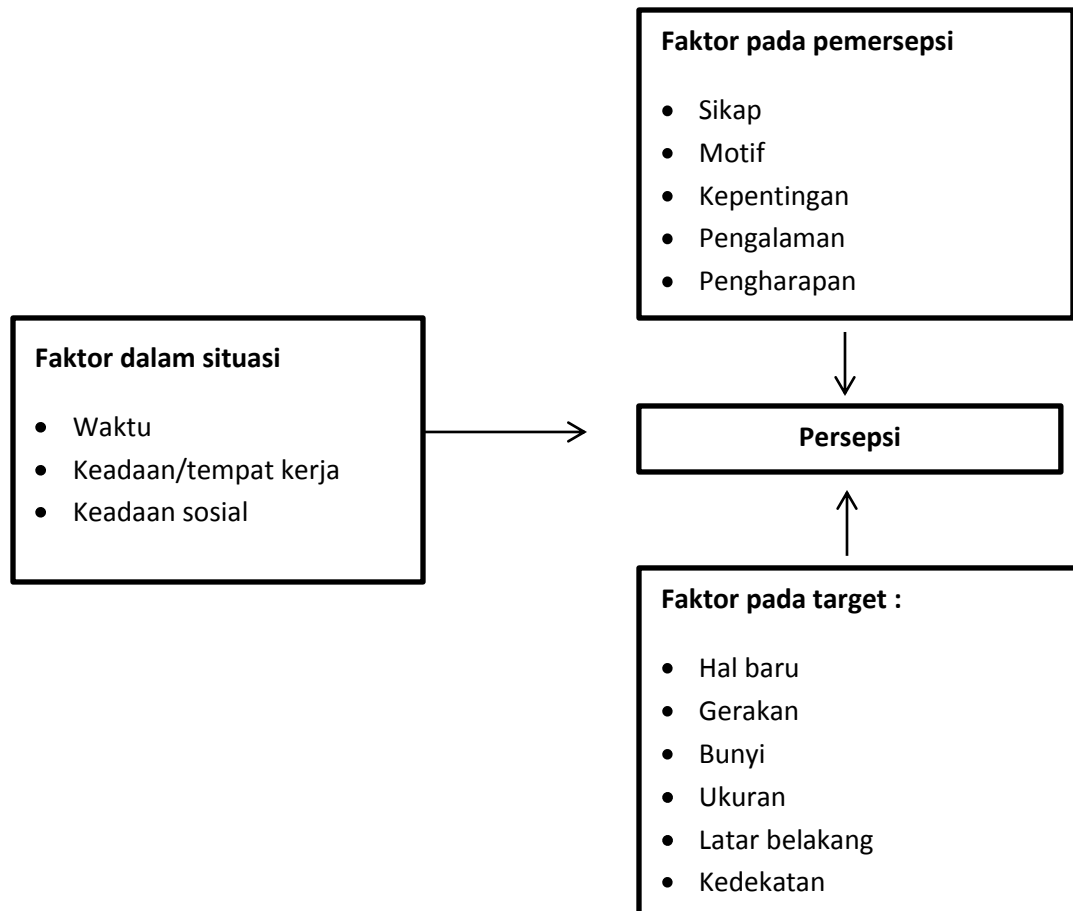 Faktor pada pemersepsi
• Sikap
• Motif
• Kepentingan
• Pengalaman
• Pengharapan
Faktor dalam situasi
• Waktu
• Keadaan/tempat kerja
• Keadaan sosial
Persepsi
Faktor pada target :
• Hal baru
• Gerakan
• Bunyi
• Ukuran
• Latar belakang
• Kedekatan